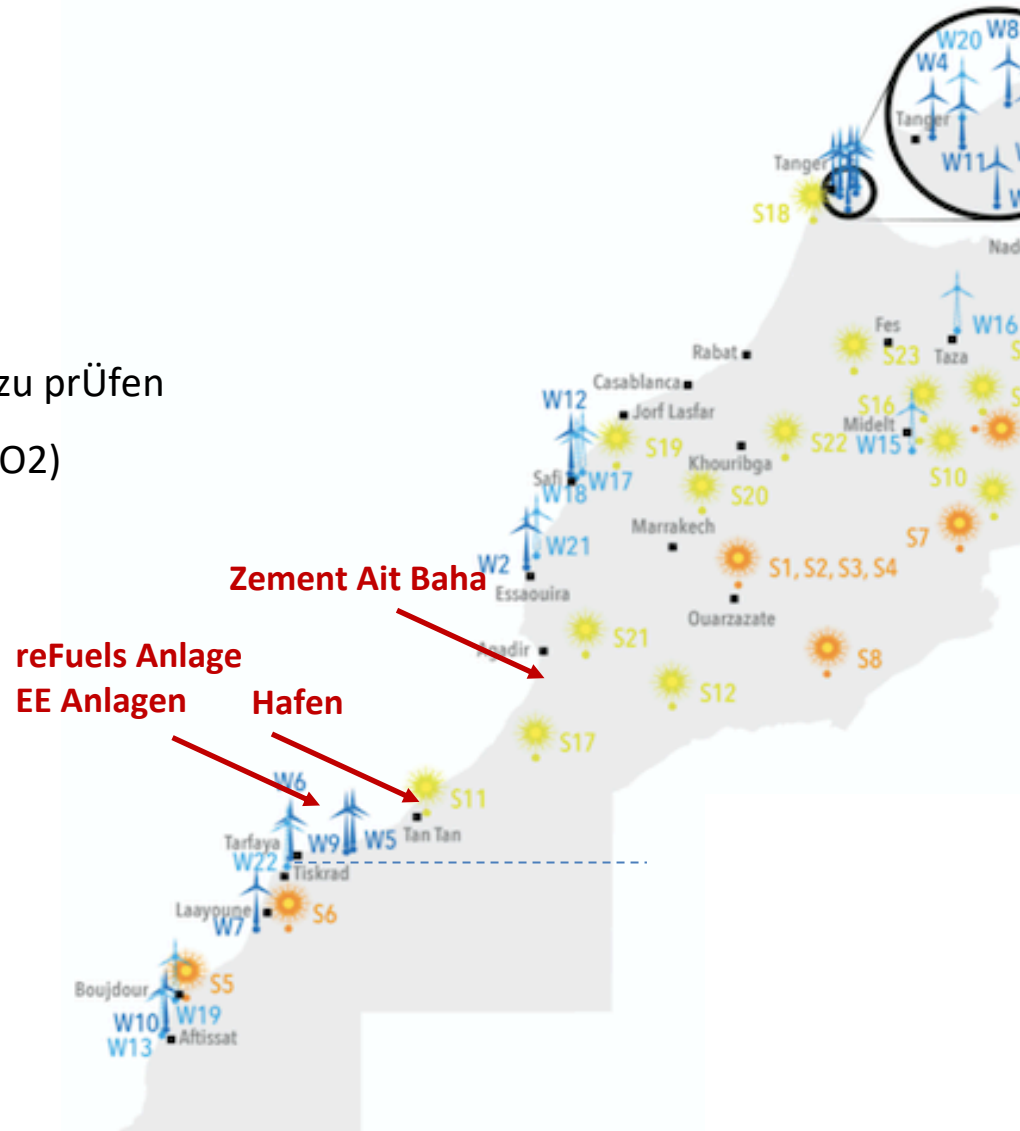 W8
W20
W4
Tanger
W11
W
W
Tanger
S18
Nad
W16
Fes
S23
Taza
S
Rabat
zu prÜfen
Casablanca
W12
Jorf Lasfar
S16
S
Midelt
W15
O2)
S19
S22
Khouribga
Safi
W18
W17
S20
S10
Marrakech
S7
W21
W2
Zement Ait Baha
Essaouira
S1, S2, S3, S4
Ouarzazate
reFuels Anlage
EE Anlagen
Hafen
Agadir
S21
S8
S12
S17
W6
S11
Tarfaya
W9
W5
Tan Tan
W22
Tiskrad
Laayoune
W7
S6
Boujdour
S5
W19
W10
W13
Aftissat